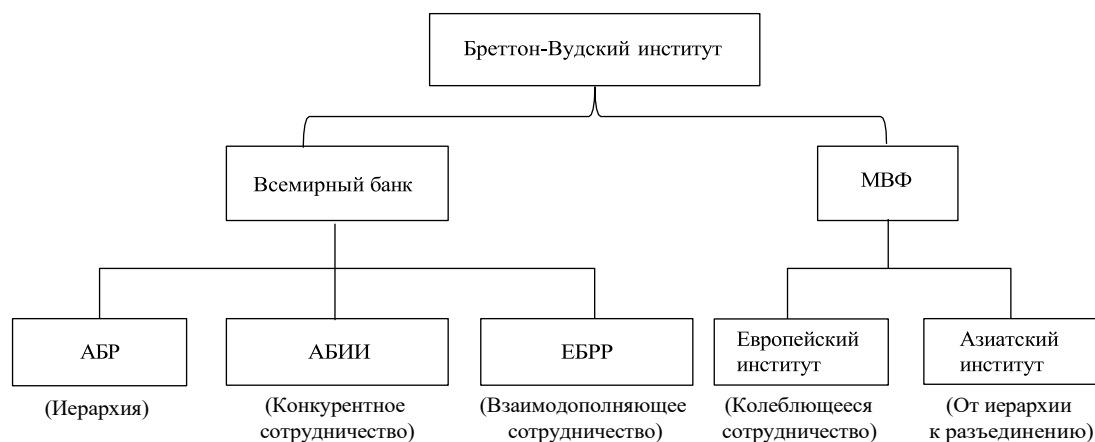 Бреттон-Вудский институт
Всемирный банк
МВФ
АБР
АБИИ
ЕБРР
Европейский
институт
Азиатский
институт
(Иерархия)
(Конкурентное
сотрудничество)
(Взаимодополняющее
сотрудничество)
(Колеблющееся
сотрудничество)
(От иерархии
к разъединению)